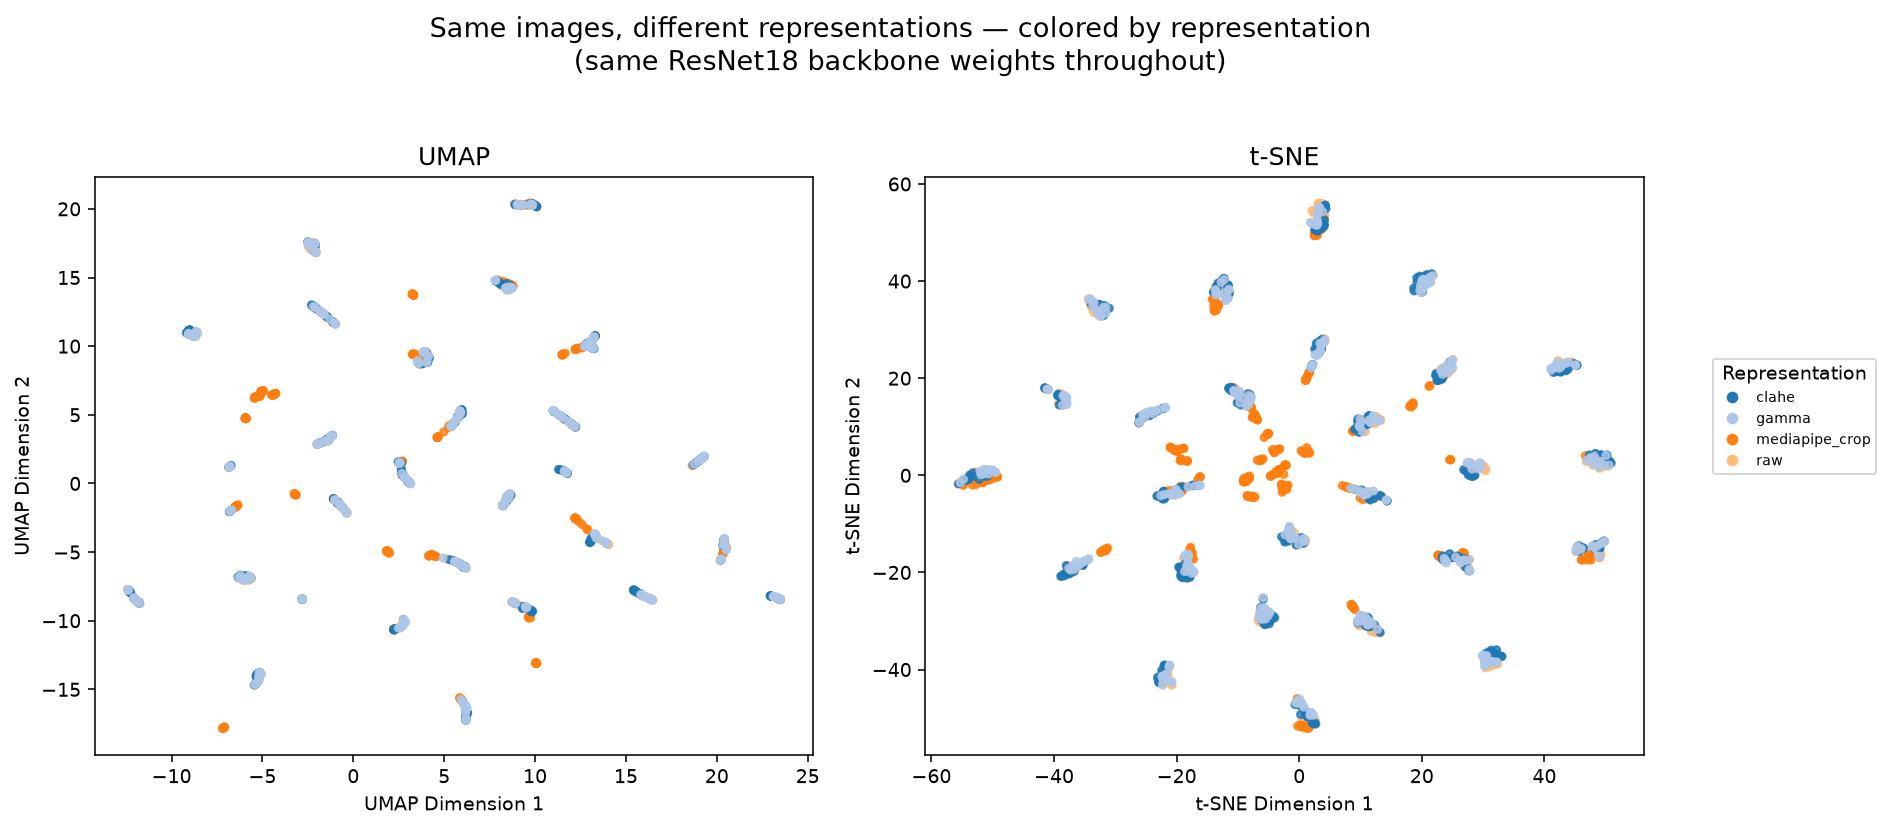 Same images, different representations — colored by representation
(same ResNet18 backbone weights throughout)
UMAP
20
15
10
5
0
−5
−10
−15
UMAP Dimension 2
−10
−5
0
5
10
15
20
25
UMAP Dimension 1
t-SNE
60
40
20
0
−20
−40
t-SNE Dimension 2
−60
−40
−20
0
20
40
t-SNE Dimension 1
Representation
clahe
gamma
mediapipe_crop
raw